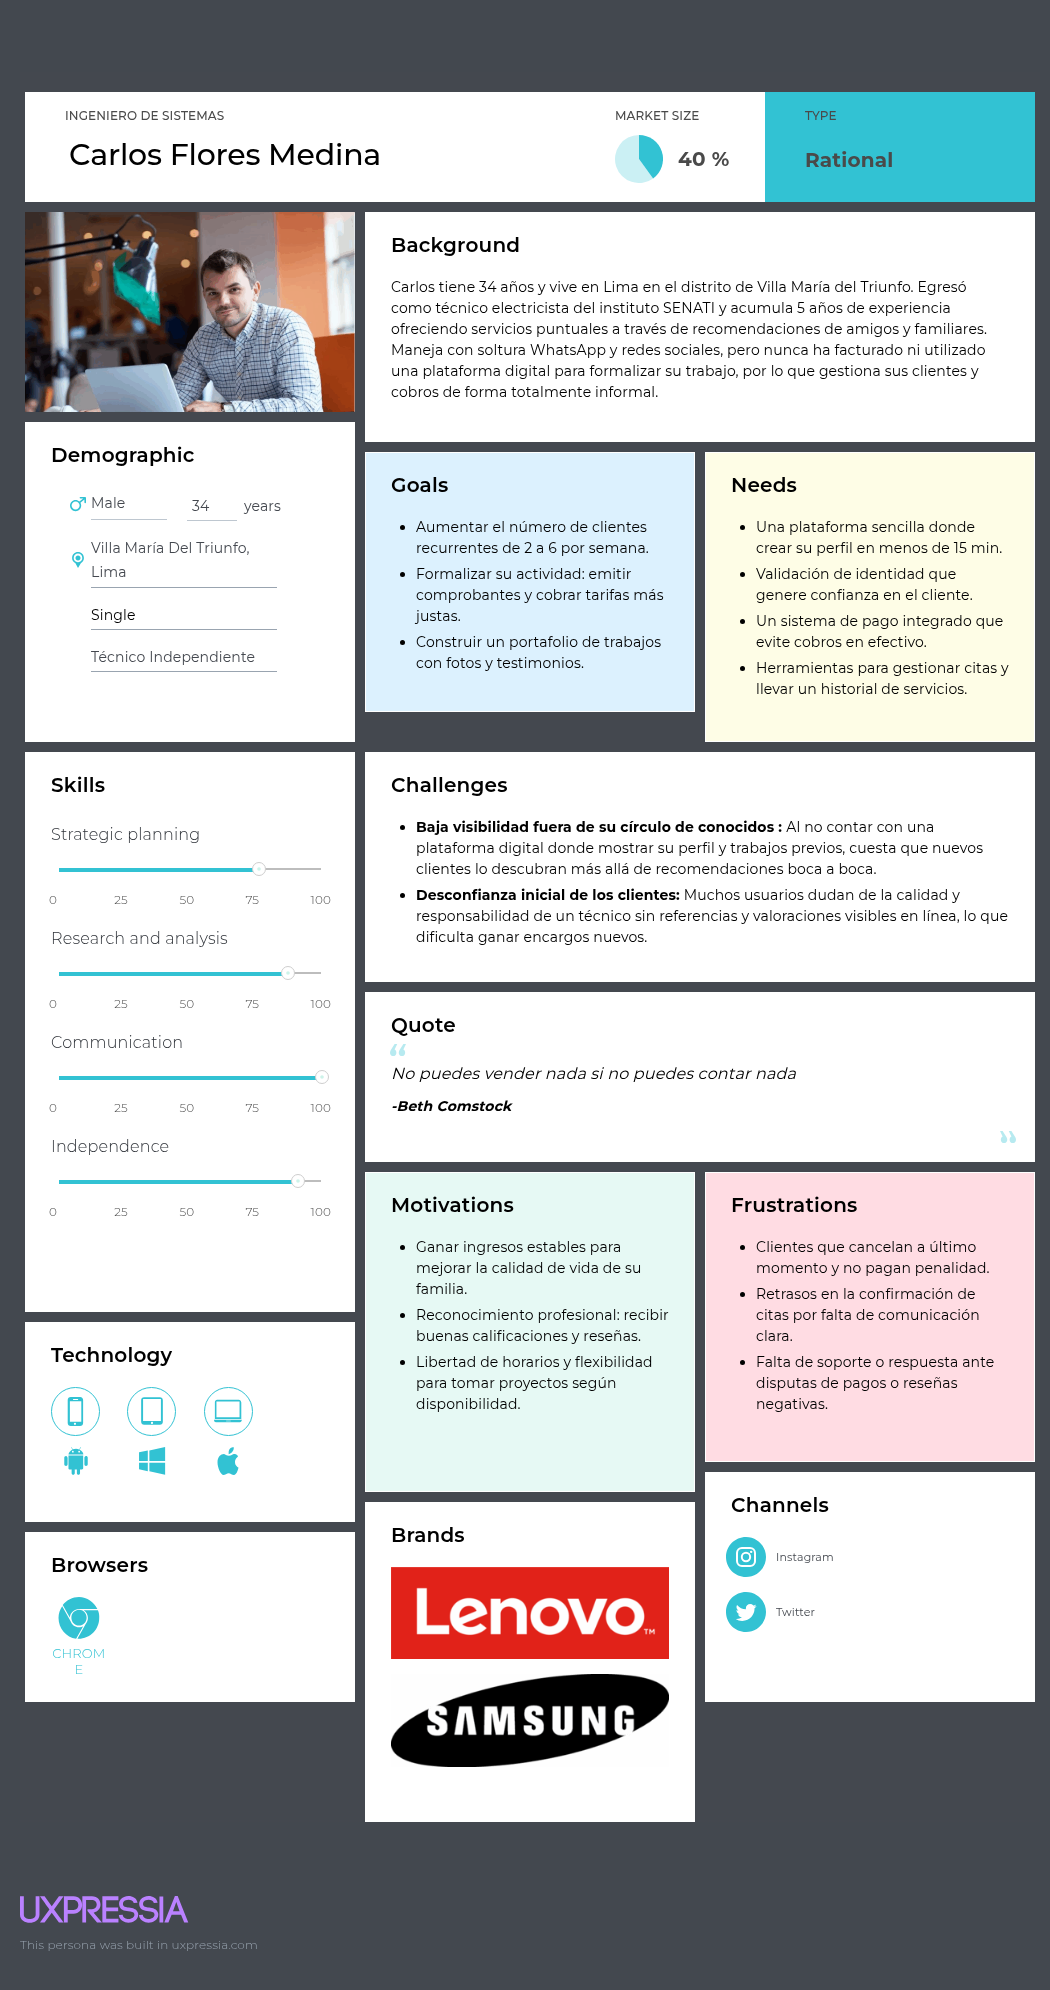 INGENIERO DE SISTEMAS
Carlos Flores Medina
MARKET SIZE
40 %
TYPE
Rational
Background
Carlos tiene 34 años y vive en Lima en el distrito de Villa María del Triunfo. Egresó
como técnico electricista del instituto SENATI y acumula 5 años de experiencia
ofreciendo servicios puntuales a través de recomendaciones de amigos y familiares.
Maneja con soltura WhatsApp y redes sociales, pero nunca ha facturado ni utilizado
una plataforma digital para formalizar su trabajo, por lo que gestiona sus clientes y
cobros de forma totalmente informal.
Demographic
Male
34 years
Villa María Del Triunfo,
Lima
Single
Técnico Independiente
Goals
• Aumentar el número de clientes
recurrentes de 2 a 6 por semana.
• Formalizar su actividad: emitir
comprobantes y cobrar tarifas más
justas.
• Construir un portafolio de trabajos
con fotos y testimonios.
Needs
• Una plataforma sencilla donde
crear su perfil en menos de 15 min.
• Validación de identidad que
genere confianza en el cliente.
• Un sistema de pago integrado que
evite cobros en efectivo.
• Herramientas para gestionar citas y
llevar un historial de servicios.
Skills
Strategic planning
0 25 50 75 100
Research and analysis
0 25 50 75 100
Communication
0 25 50 75 100
Independence
0 25 50 75 100
Challenges
• Baja visibilidad fuera de su círculo de conocidos : Al no contar con una
plataforma digital donde mostrar su perfil y trabajos previos, cuesta que nuevos
clientes lo descubran más allá de recomendaciones boca a boca.
• Desconfianza inicial de los clientes: Muchos usuarios dudan de la calidad y
responsabilidad de un técnico sin referencias y valoraciones visibles en línea, lo que
dificulta ganar encargos nuevos.
Quote
“
No puedes vender nada si no puedes contar nada
-Beth Comstock
”
Motivations
• Ganar ingresos estables para
mejorar la calidad de vida de su
familia.
• Reconocimiento profesional: recibir
buenas calificaciones y reseñas.
• Libertad de horarios y flexibilidad
para tomar proyectos según
disponibilidad.
Frustrations
• Clientes que cancelan a último
momento y no pagan penalidad.
• Retrasos en la confirmación de
citas por falta de comunicación
clara.
• Falta de soporte o respuesta ante
disputas de pagos o reseñas
negativas.
Technology
Browsers
CHROM
E
Brands
Lenovo™
SAMSUNG
Channels
Instagram
Twitter
UXPRESSIA
This persona was built in uxpressia.com